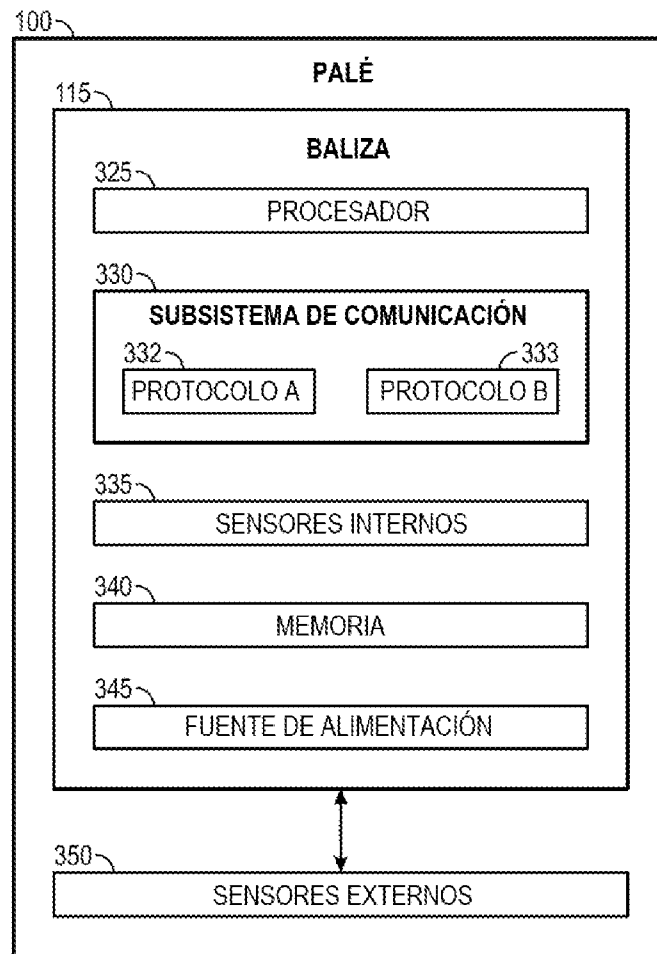 100
PALÉ
115
BALIZA
325
PROCESADOR
330
SUBSISTEMA DE COMUNICACIÓN
332 333
PROTOCOLO A PROTOCOLO B
335
SENSORES INTERNOS
340
MEMORIA
345
FUENTE DE ALIMENTACIÓN
350
SENSORES EXTERNOS